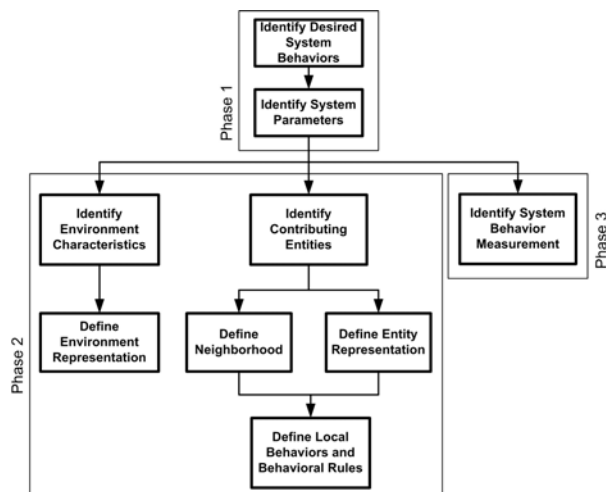 Phase 1
Identify Desired
System
Behaviors
Identify System
Parameters
Phase 2
Identify
Environment
Characteristics
Identify
Contributing
Entities
Identify System
Behavior
Measurement
Phase 3
Define
Environment
Representation
Define
Neighborhood
Define Entity
Representation
Define Local
Behaviors and
Behavioral Rules